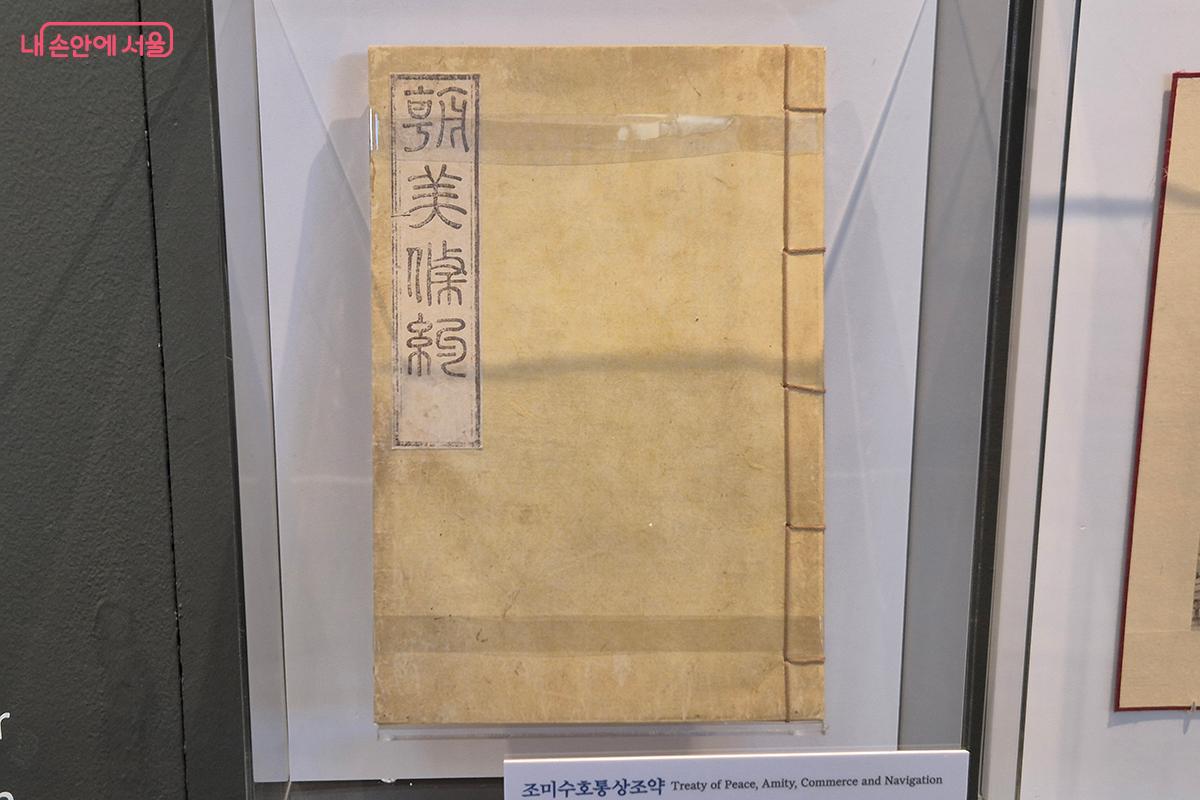 내 손안에 서울
朝美條約
조미수호통상조약 Treaty of Peace, Amity, Commerce and Navigation
r